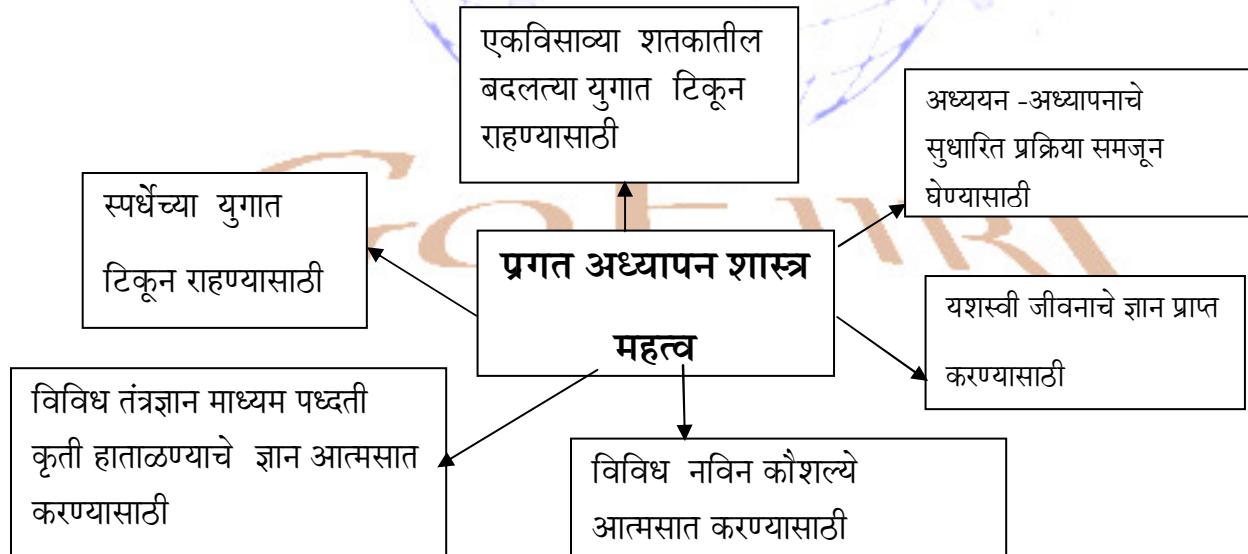 एकविसाव्या शतकातील
बदलत्या युगात टिकून
राहण्यासाठी
अध्ययन -अध्यापनाचे
सुधारित प्रक्रिया समजून
घेण्यासाठी
स्पर्धेच्या युगात
टिकून राहण्यासाठी
प्रगत अध्यापन शास्त्र
महत्व
यशस्वी जीवनाचे ज्ञान प्राप्त
करण्यासाठी
विविध तंत्रज्ञान माध्यम पध्दती
कृती हाताळण्याचे ज्ञान आत्मसात
करण्यासाठी
विविध नविन कौशल्ये
आत्मसात करण्यासाठी